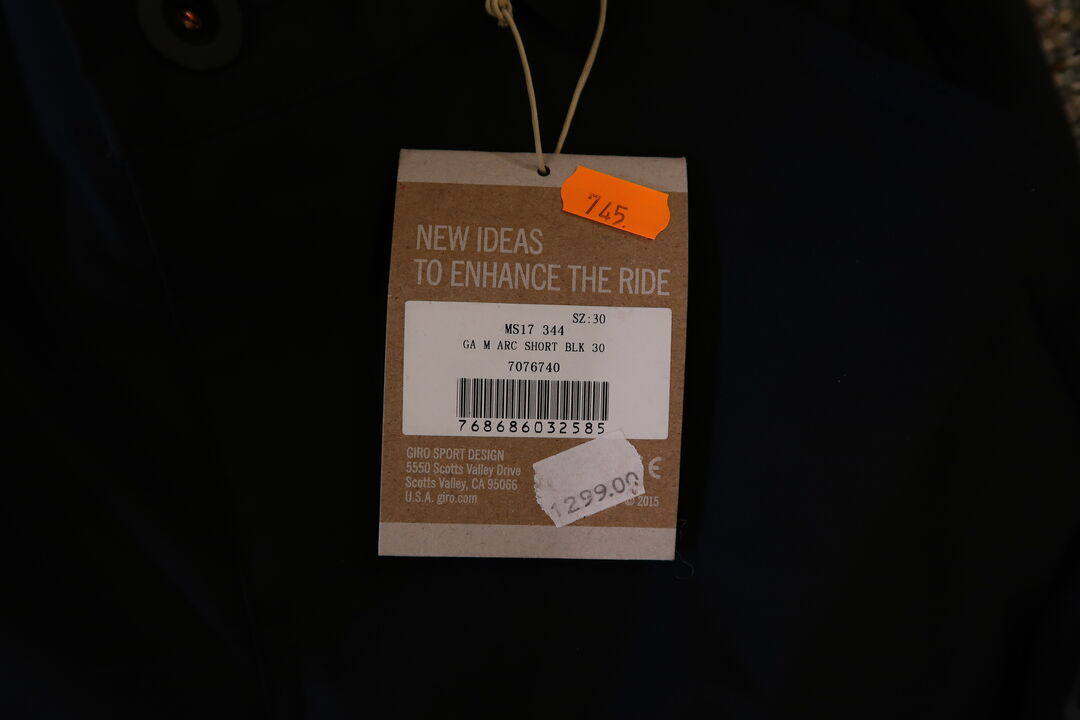 745
NEW IDEAS
TO ENHANCE THE RIDE
SZ:30
MS17 344
GA M ARC SHORT BLK 30
7076740
768686032585
GIRO SPORT DESIGN
5550 Scotts Valley Drive
Scotts Valley, CA 95066
U.S.A. giro.com
1299.00
© 2015